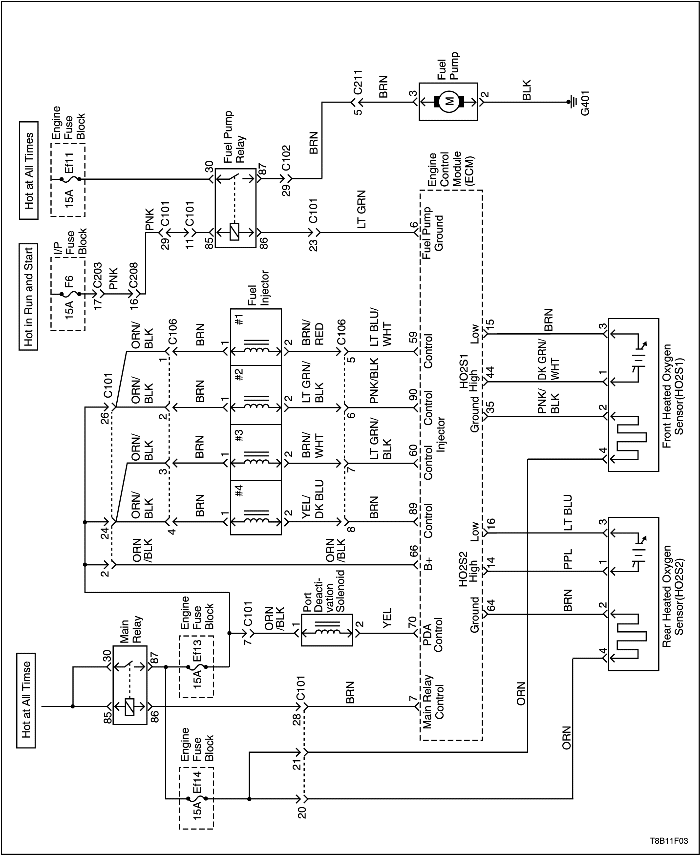 Hot at All Timse
Hot in Run and Start
Hot at All Times
85
30
Main
Relay
86
87
Engine
Fuse
Block
15A
Ef14
Engine
Fuse
Block
15A
Ef13
I/P
Fuse
Block
15A
F6
Engine
Fuse
Block
15A
Ef11
17
C203
PNK
16
C208
PNK
29
C101
11
C101
85
30
Fuel Pump
Relay
86
87
29
C102
BRN
5
C211
BRN
3
Fuel
Pump
M
2
BLK
G401
23
C101
LT GRN
2
24
26
C101
ORN
/BLK
ORN/
BLK
ORN/
BLK
ORN/
BLK
ORN/
BLK
4
3
2
1
C106
BRN
BRN
BRN
BRN
1
1
1
1
#4
#3
#2
#1
Fuel
Injector
2
2
2
2
YEL/
DK BLU
BRN/
WHT
LT GRN/
BLK
BRN/
RED
8
7
6
5
C106
ORN
/BLK
BRN
LT GRN/
BLK
PNK/BLK
LT BLU/
WHT
7
C101
ORN
/BLK
1
Port
Deacti-
vation
Solenoid
2
YEL
20
21
28
C101
BRN
7
70
66
89
60
90
59
6
Main Relay
Control
PDA
Control
B+
Control
Control
Control
Control
Injector
Fuel Pump
Ground
Engine
Control
Module
(ECM)
HO2S2
Ground
High
Low
HO2S1
Ground
High
Low
64
14
16
35
44
15
ORN
ORN
BRN
PPL
LT BLU
PNK/
BLK
DK GRN/
WHT
BRN
4
2
1
3
4
2
1
3
Rear Heated Oxygen
Sensor(HO2S2)
Front Heated Oxygen
Sensor(HO2S1)
T8B11F03